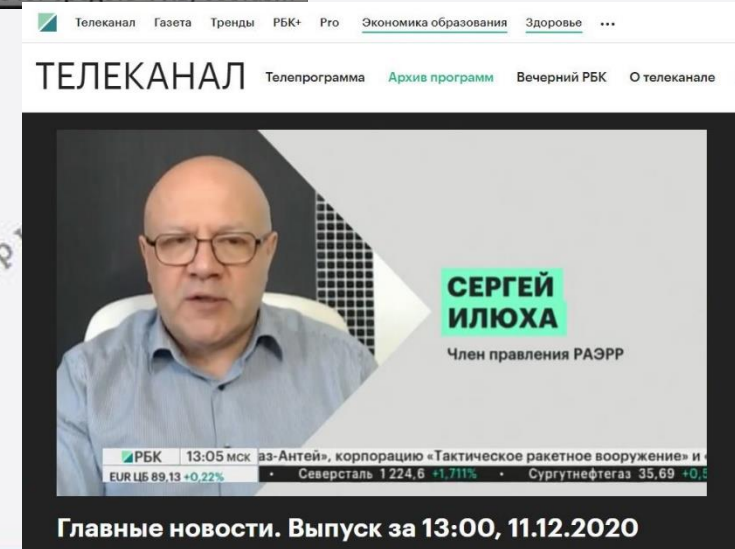 Телеканал Газета Тренды РБК+ Pro Экономика образования Здоровье •••
ТЕЛЕКАНАЛ Телепрограмма Архив программ Вечерний РБК О телеканале
СЕРГЕЙ
ИЛЮХА
Член правления РАЭРР
РБК 13:05 МСК аз-Антей», корпорацию «Тактическое ракетное вооружение» и
EUR ЦБ 89,13 +0,22% • Северсталь 1 224,6 +1,711% • Сургутнефтегаз 35,69
Главные новости. Выпуск за 13:00, 11.12.2020